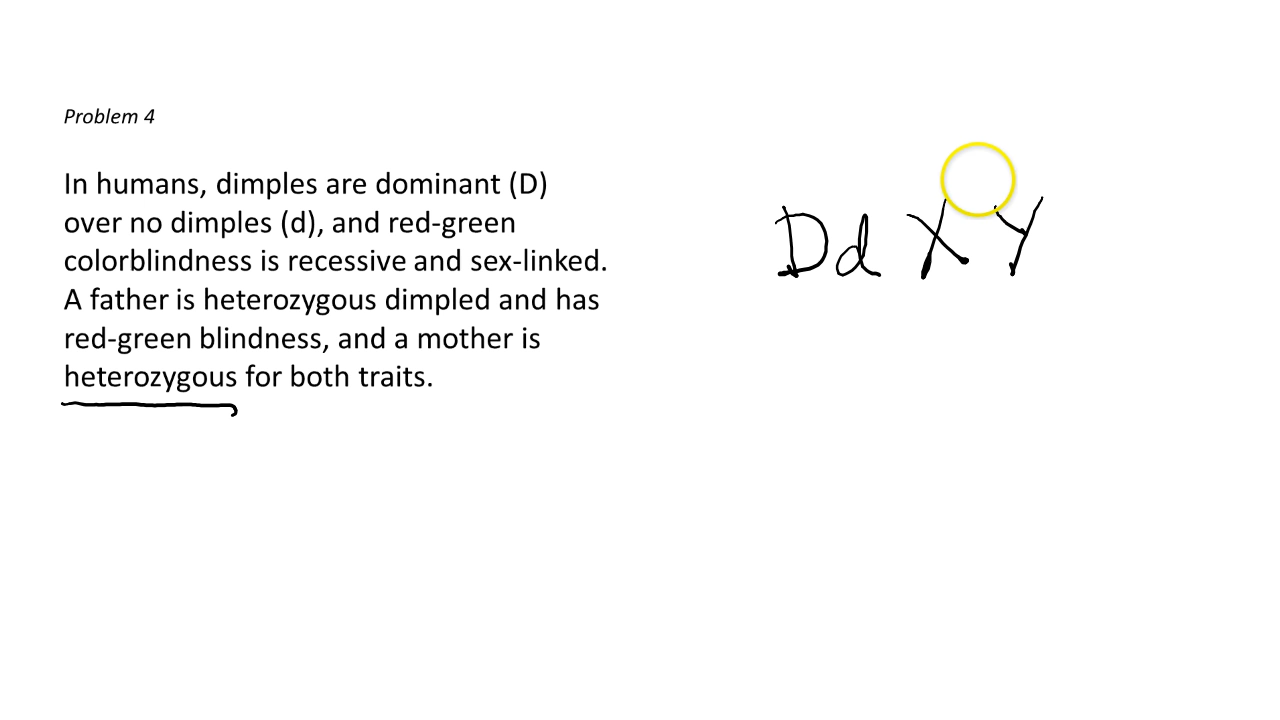 Problem 4
In humans, dimples are dominant (D)
over no dimples (d), and red-green
colorblindness is recessive and sex-linked.
A father is heterozygous dimpled and has
red-green blindness, and a mother is
heterozygous for both traits.
Dd XY